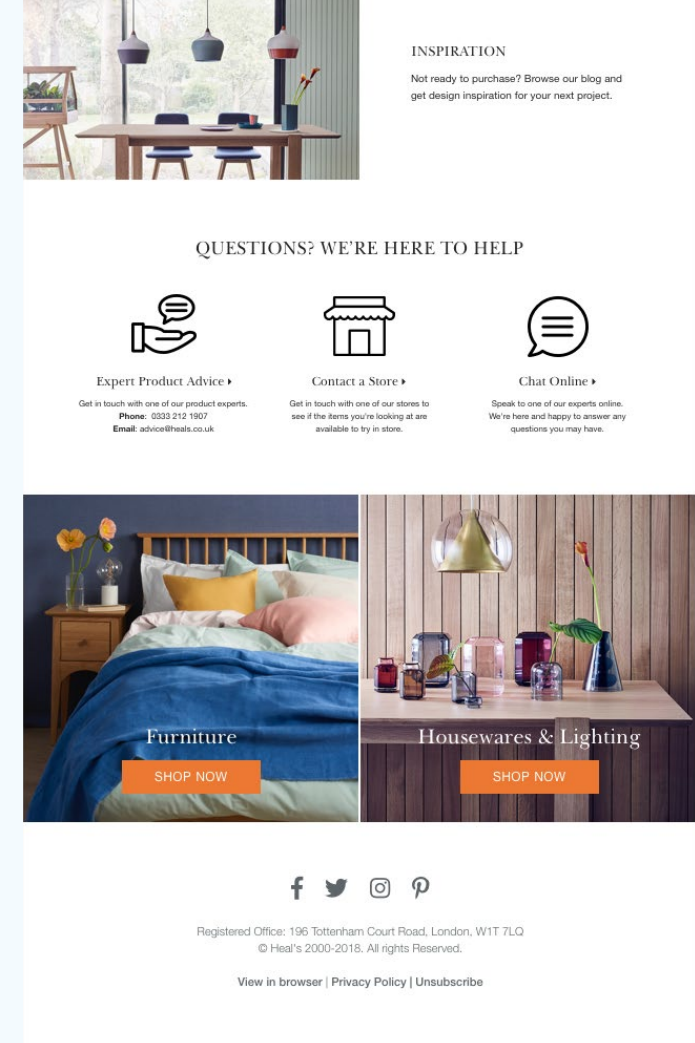 INSPIRATION
Not ready to purchase? Browse our blog and
get design inspiration for your next project.
QUESTIONS? WE'RE HERE TO HELP
Expert Product Advice
Get in touch with one of our product experts.
Phone: 0333 212 1907
Email: advice@heals.co.uk
Contact a Store
Get in touch with one of our stores to
see if the items you're looking at are
available to try in store.
Chat Online
Speak to one of our experts online.
We're here and happy to answer any
questions you may have.
Furniture
SHOP NOW
Housewares & Lighting
SHOP NOW
Registered Office: 196 Tottenham Court Road, London, W1T 7LQ
© Heal's 2000-2018. All rights Reserved.
View in browser | Privacy Policy | Unsubscribe